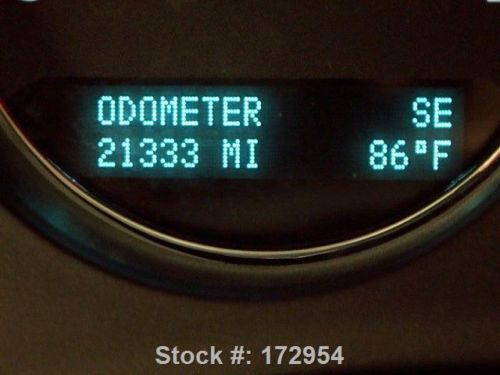 ODOMETER SE
21333 MI 86°F
Stock #: 172954